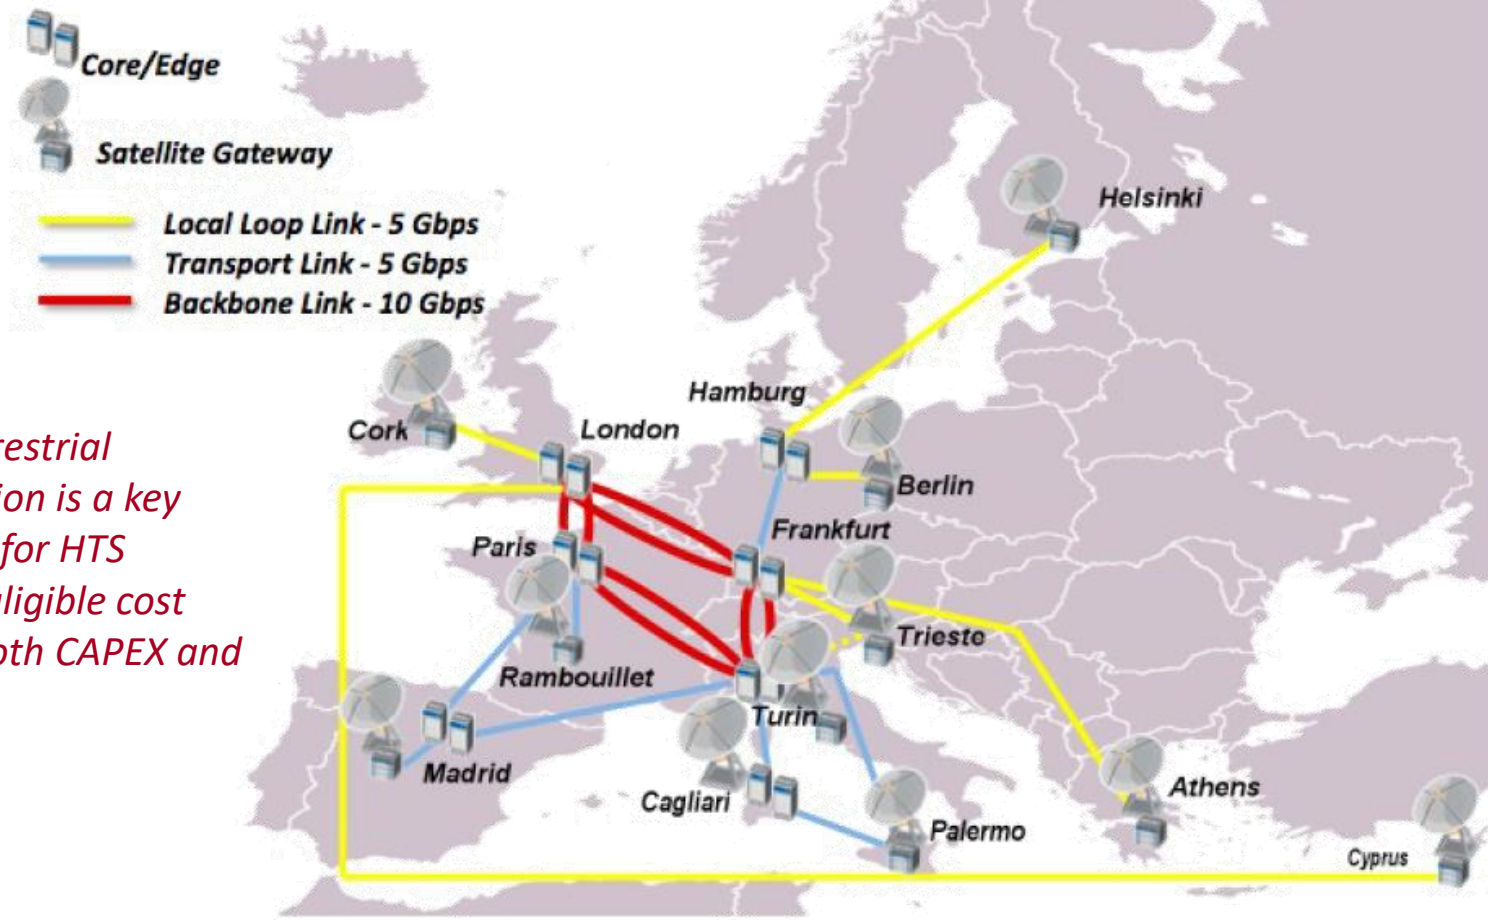 Core/Edge
Satellite Gateway
Local Loop Link - 5 Gbps
Transport Link - 5 Gbps
Backbone Link - 10 Gbps
Helsinki
Hamburg
Cork
London
Berlin
restrial
ion is a key
for HTS
ligible cost
oth CAPEX and
Frankfurt
Paris
Trieste
Rambouillet
Turin
Madrid
Cagliari
Athens
Palermo
Cyprus